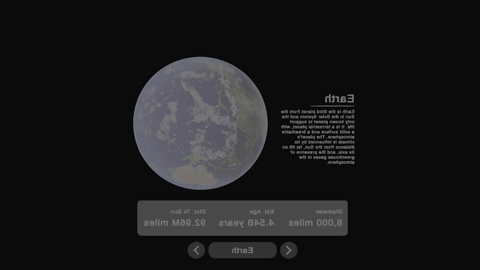 Earth
Earth is the third planet from the
Sun in the Solar System and the
only known planet to support
life. It is a terrestrial planet, with
a solid surface and a breathable
atmosphere. The planet's
climate is influenced by its
distance from the Sun, its tilt on
its axis, and the presence of
greenhouse gases in the
atmosphere.
Diameter
8,000 miles
Est. Age
4.54B years
Dist. To Sun
92.96M miles
Earth